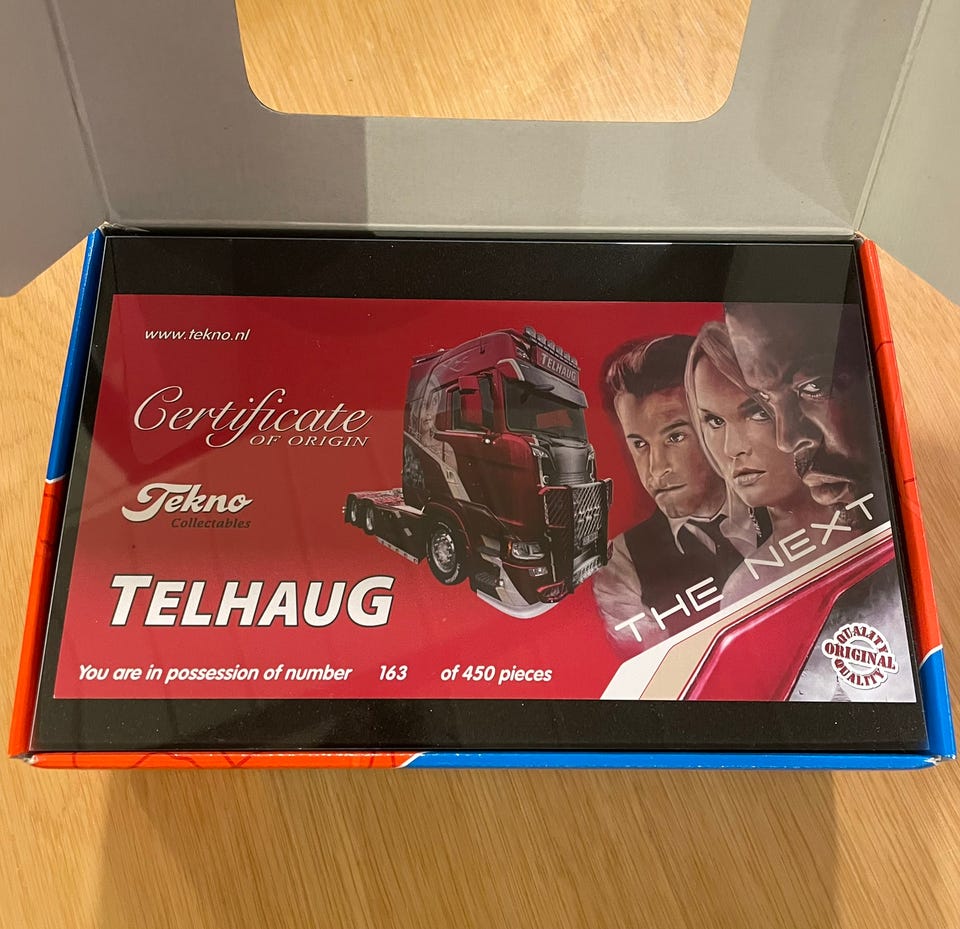 www.tekno.nl
TELHAUG
Certificate
OF ORIGIN
Tekno
Collectables
THE NEXT
TELHAUG
QUALITY
ORIGINAL
QUALITY
You are in possession of number 163 of 450 pieces